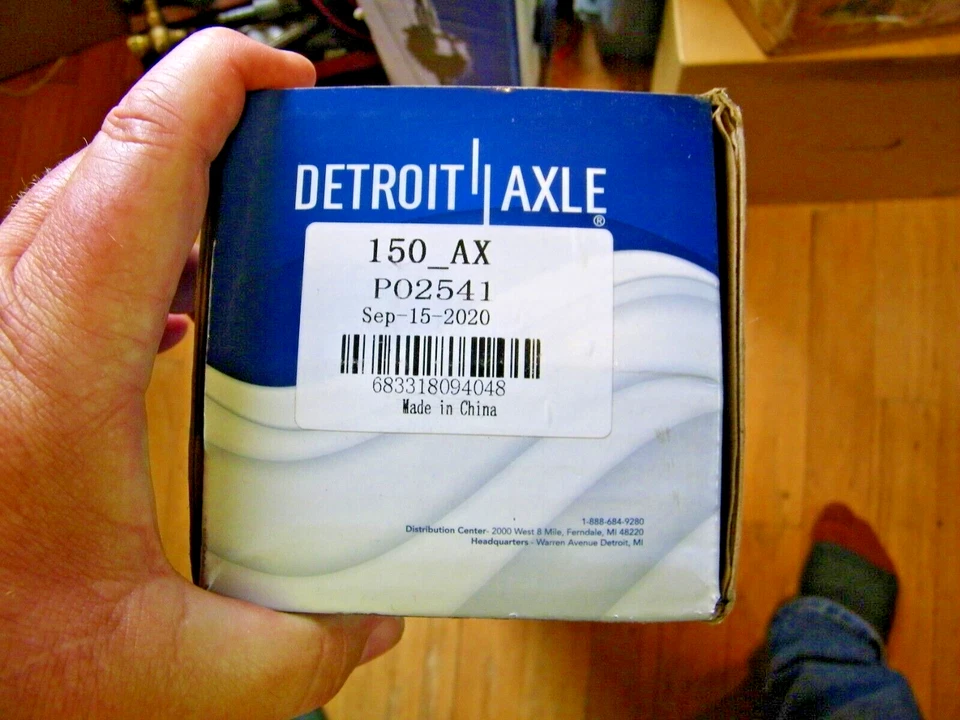 DETROIT AXLE ®
150_AX
PO2541
Sep-15-2020
683318094048
Made in China
1-888-684-9280
Distribution Center- 2000 West 8 Mile, Ferndale, MI 48220
Headquarters - Warren Avenue Detroit, MI